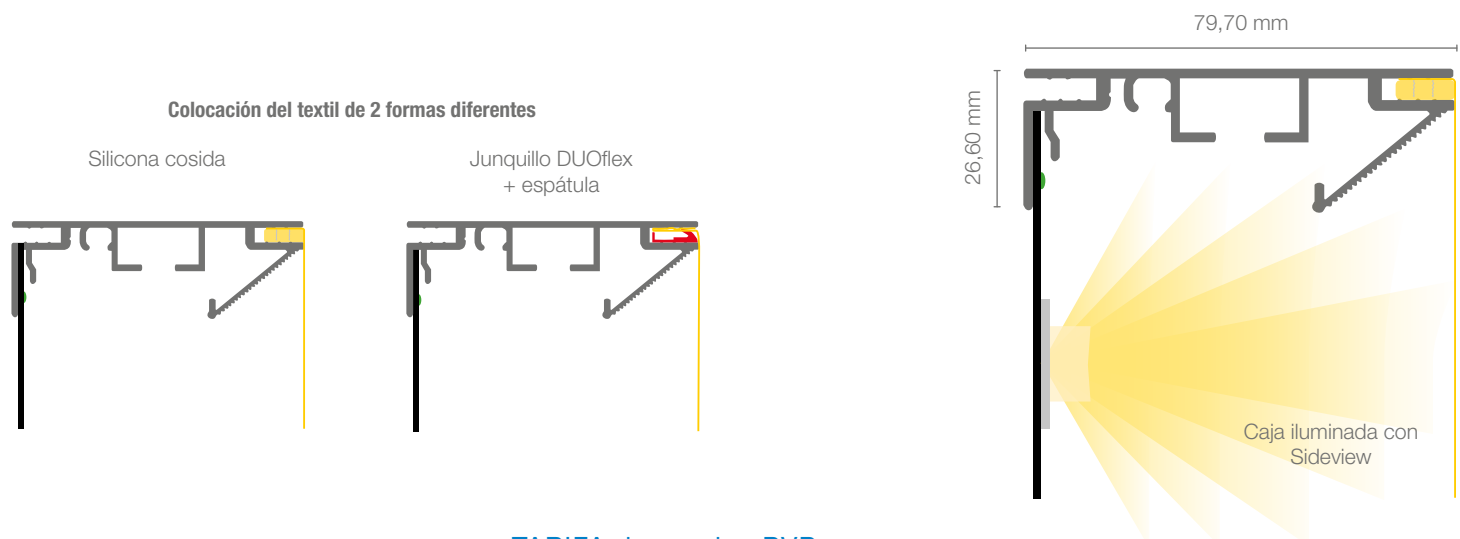 79,70 mm
26,60 mm
Colocación del textil de 2 formas diferentes
Silicona cosida
Junquillo DUOflex
+ espátula
Caja iluminada con
Sideview